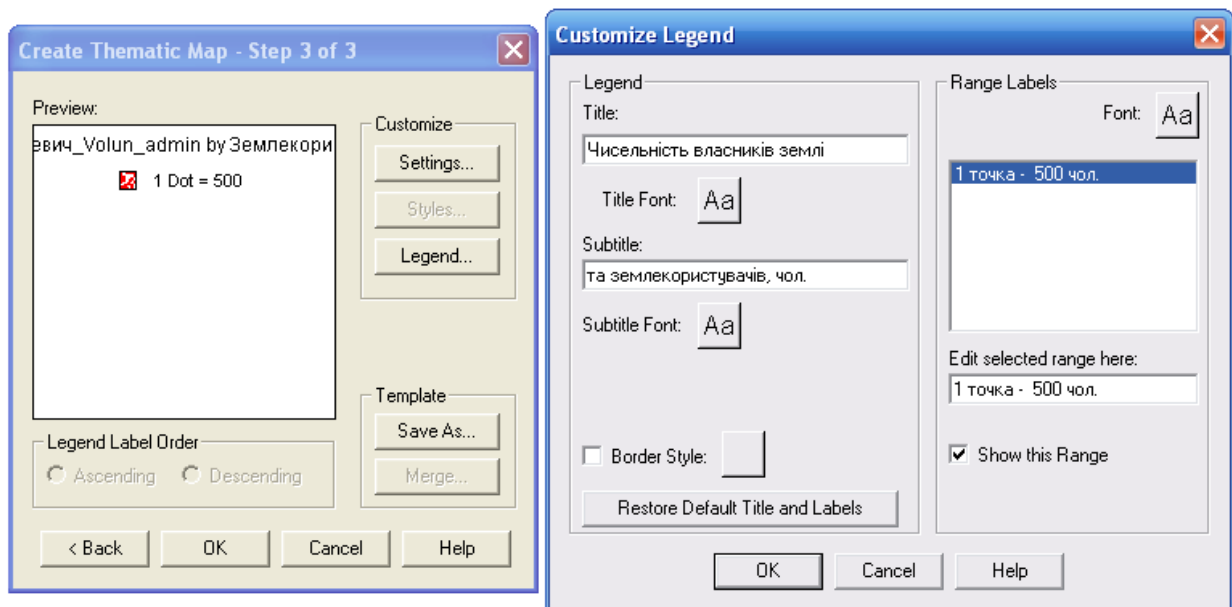 Create Thematic Map - Step 3 of 3
Preview:
евич_Volun_admin by Землекори
1 Dot = 500
Customize
Settings...
Styles...
Legend...
Template
Save As...
Merge...
Legend Label Order
Ascending
Descending
< Back
OK
Cancel
Help
Customize Legend
Legend
Title:
Чисельність власників землі
Title Font:
Aa
Subtitle:
та землекористувачів, чол.
Subtitle Font:
Aa
Border Style:
Restore Default Title and Labels
Range Labels
Font:
Aa
1 точка - 500 чол.
Edit selected range here:
1 точка - 500 чол.
Show this Range
OK
Cancel
Help